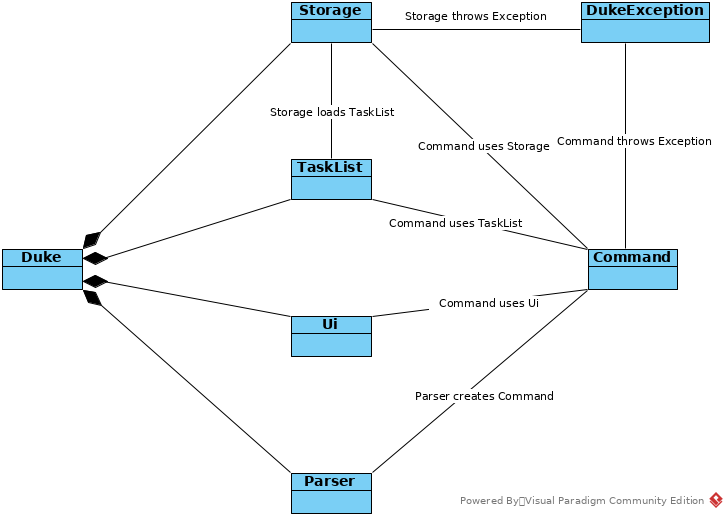 Storage
Storage throws Exception
DukeException
Storage loads TaskList
Command uses Storage
Command throws Exception
TaskList
Command uses TaskList
Duke
Command
Command uses Ui
Ui
Parser creates Command
Parser
Powered By Visual Paradigm Community Edition